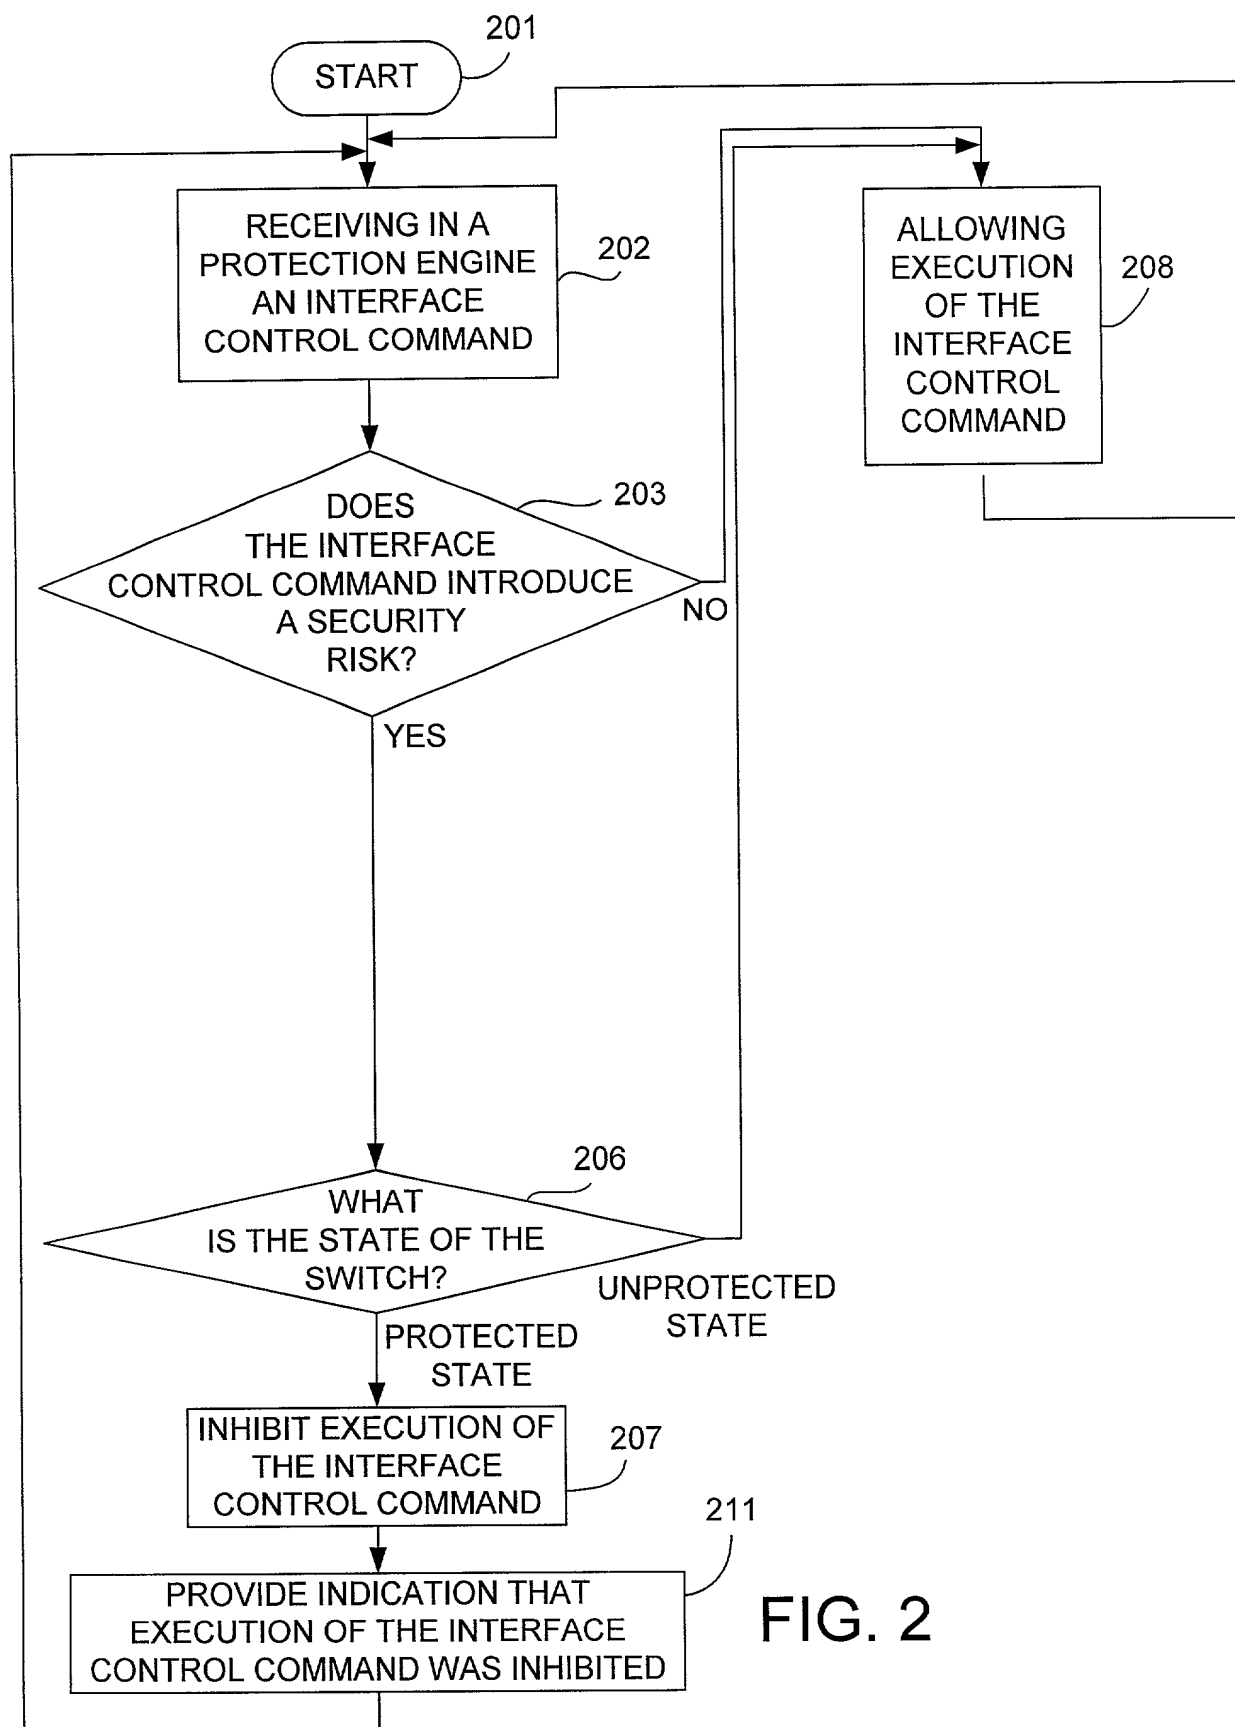 201
START
RECEIVING IN A
PROTECTION ENGINE
AN INTERFACE
CONTROL COMMAND
202
ALLOWING
EXECUTION
OF THE
INTERFACE
CONTROL
COMMAND
208
DOES
THE INTERFACE
CONTROL COMMAND INTRODUCE
A SECURITY
RISK?
203
NO
YES
206
WHAT
IS THE STATE OF THE
SWITCH?
UNPROTECTED
STATE
PROTECTED
STATE
INHIBIT EXECUTION OF
THE INTERFACE
CONTROL COMMAND
207
211
PROVIDE INDICATION THAT
EXECUTION OF THE INTERFACE
CONTROL COMMAND WAS INHIBITED
FIG. 2